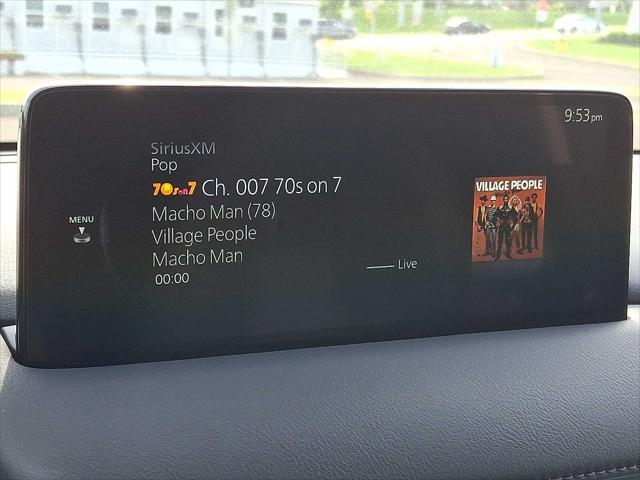 9:53 pm
SiriusXM
Pop
70s on 7 Ch. 007 70s on 7
MENU
Macho Man (78)
Village People
Macho Man
00:00
Live
VILLAGE PEOPLE